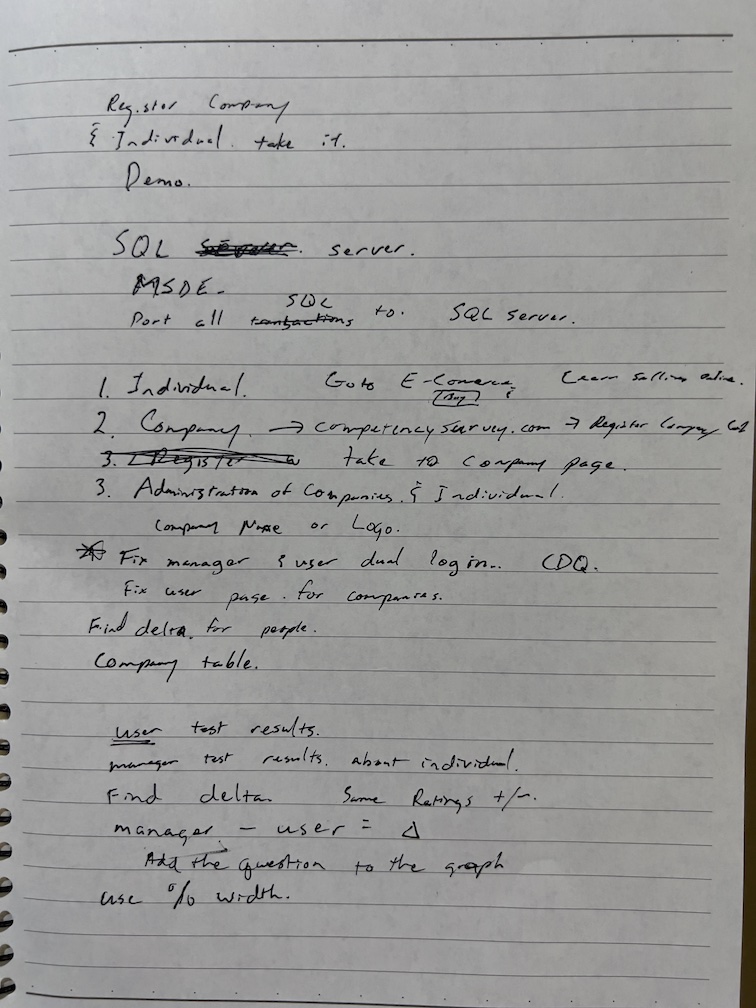 Register Company
& Individual. take it.
Demo.
SQL server.
MSDE.
SQL
Port all transactions to. SQL server.
1. Individual. Goto E-Comerce; Learn Selling online.
Buy
2. Company. → competencysurvey.com → Register Company
3. Register a take to company page.
3. Administration of Companies. & Individual.
Company Name or Logo.
* Fix manager & user dual login.. CDQ.
Fix user page. for companies.
Find delta. for people.
Company table.
user test results.
manager test results. about individual.
Find delta. Same Ratings +/-.
manager - user = Δ
Add the question to the graph
use % width.